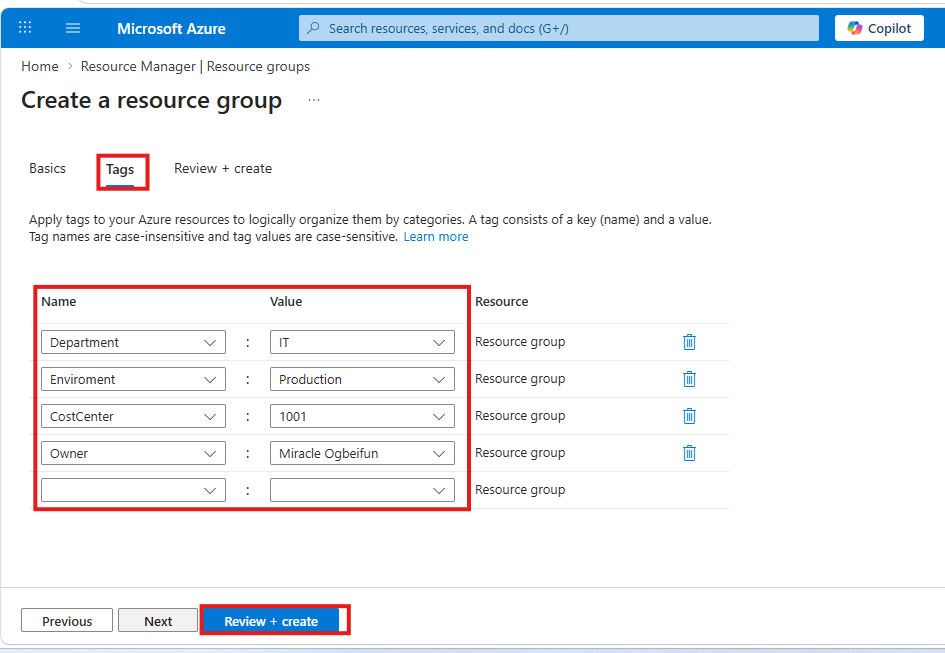 Microsoft Azure
Search resources, services, and docs (G+/)
Copilot
Home > Resource Manager | Resource groups
Create a resource group ...
Basics Tags Review + create
Apply tags to your Azure resources to logically organize them by categories. A tag consists of a key (name) and a value.
Tag names are case-insensitive and tag values are case-sensitive. Learn more
Name Value Resource
Department : IT Resource group
Enviroment : Production Resource group
CostCenter : 1001 Resource group
Owner : Miracle Ogbeifun Resource group
: Resource group
Previous Next Review + create